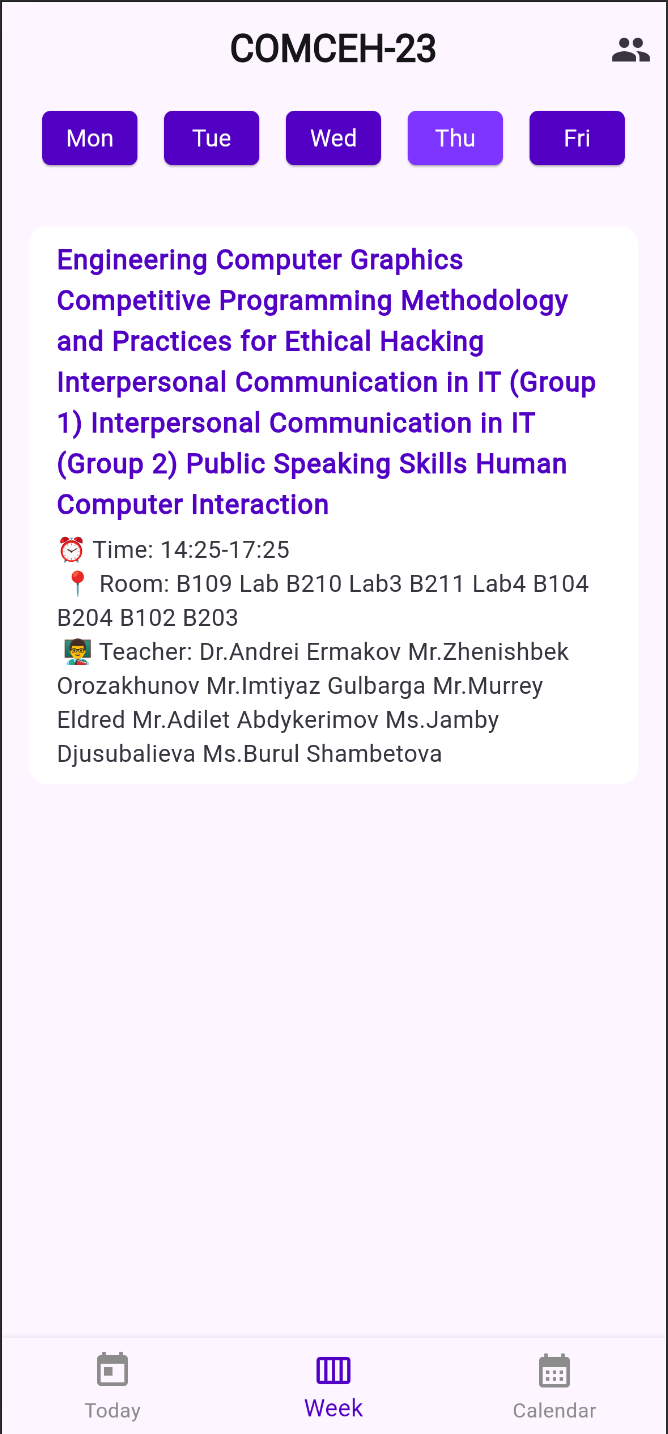 COMCEH-23
Mon Tue Wed Thu Fri
Engineering Computer Graphics
Competitive Programming Methodology
and Practices for Ethical Hacking
Interpersonal Communication in IT (Group
1) Interpersonal Communication in IT
(Group 2) Public Speaking Skills Human
Computer Interaction
⏰ Time: 14:25-17:25
📍 Room: B109 Lab B210 Lab3 B211 Lab4 B104
B204 B102 B203
👨‍🏫 Teacher: Dr.Andrei Ermakov Mr.Zhenishbek
Orozakhunov Mr.Imtiyaz Gulbarga Mr.Murrey
Eldred Mr.Adilet Abdykerimov Ms.Jamby
Djusubalieva Ms.Burul Shambetova
Today Week Calendar